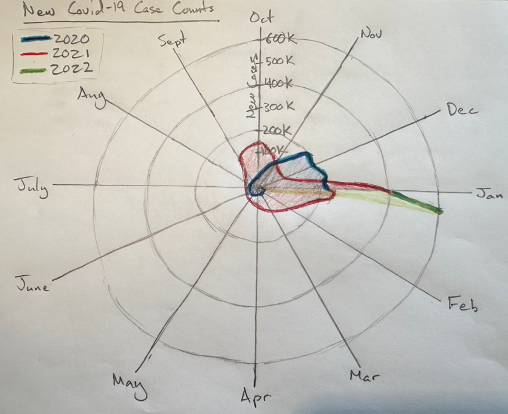 New Covid-19 Case Counts
2020
2021
2022
Oct
Nov
Dec
Jan
Feb
Mar
Apr
May
June
July
Aug
Sept
New Cases
600K
500K
400K
300K
200K
100K